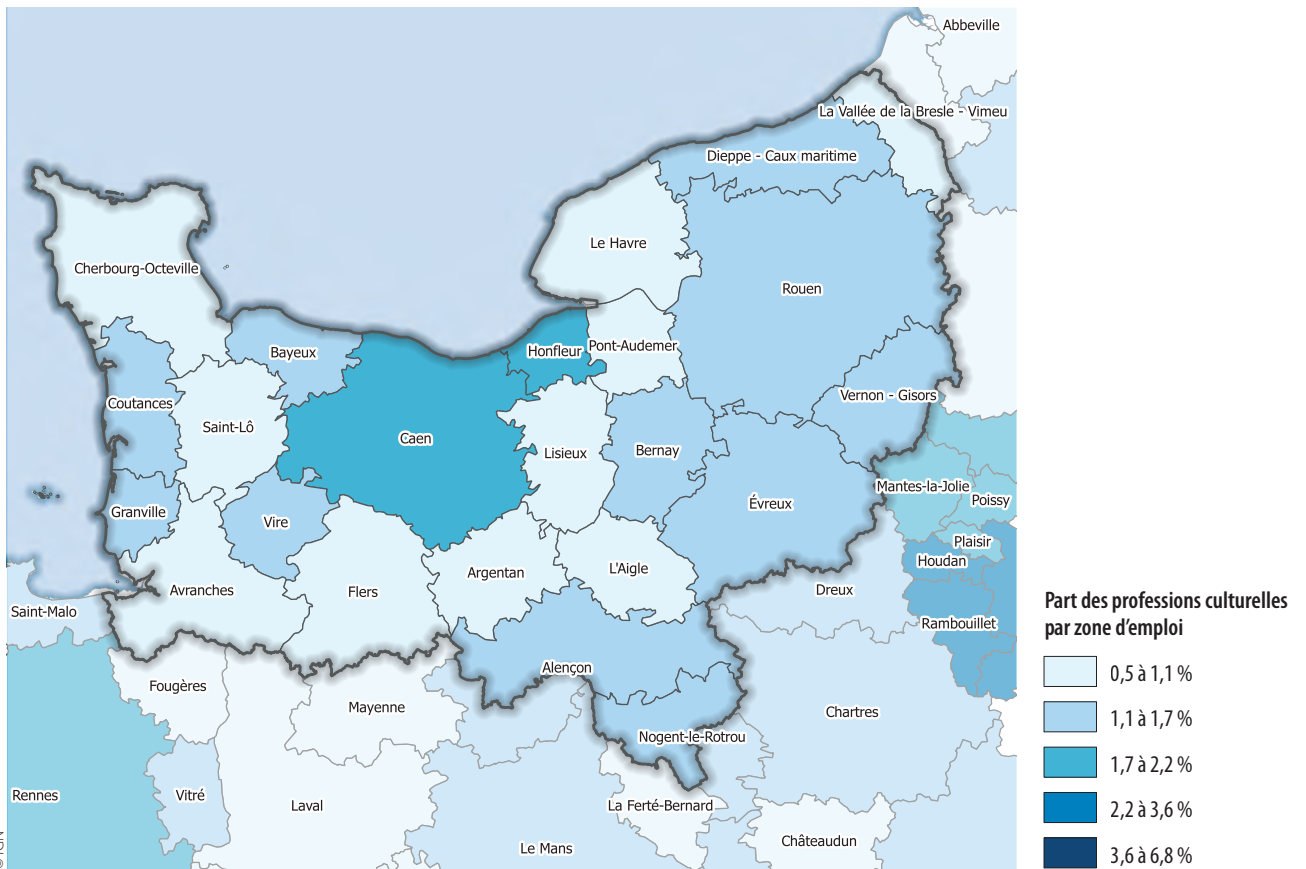 Abbeville
La Vallée de la Bresle - Vimeu
Dieppe - Caux maritime
Le Havre
Cherbourg-Octeville
Rouen
Bayeux
Honfleur
Pont-Audemer
Coutances
Vernon - Gisors
Saint-Lô
Caen
Lisieux
Bernay
Mantes-la-Jolie
Poissy
Granville
Vire
Évreux
Plaisir
Houdan
Avranches
Flers
Argentan
L'Aigle
Dreux
Saint-Malo
Rambouillet
Alençon
Fougères
Mayenne
Chartres
Nogent-le-Rotrou
Rennes
Vitré
Laval
La Ferté-Bernard
Le Mans
Châteaudun
© IGN
Part des professions culturelles
par zone d'emploi
0,5 à 1,1 %
1,1 à 1,7 %
1,7 à 2,2 %
2,2 à 3,6 %
3,6 à 6,8 %